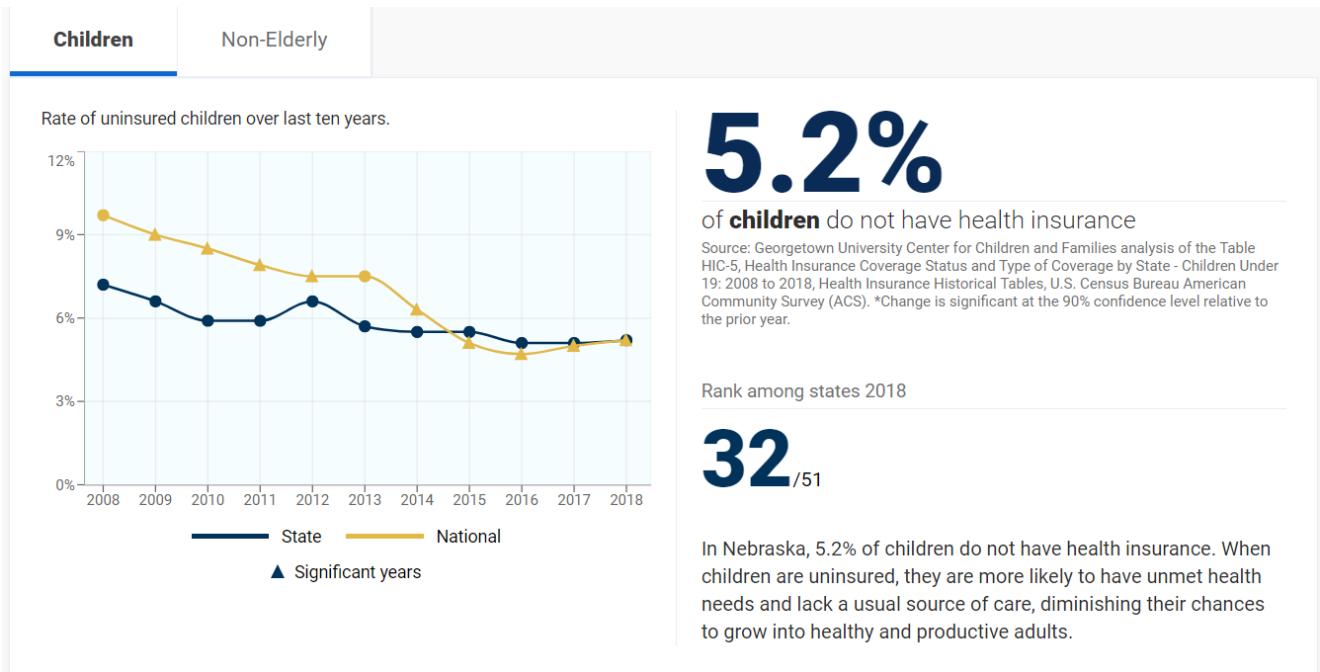 Children
Non-Elderly
Rate of uninsured children over last ten years.
12%
9%
6%
3%
0%
2008 2009 2010 2011 2012 2013 2014 2015 2016 2017 2018
State
National
Significant years
5.2%
of children do not have health insurance
Source: Georgetown University Center for Children and Families analysis of the Table
HIC-5, Health Insurance Coverage Status and Type of Coverage by State - Children Under
19: 2008 to 2018, Health Insurance Historical Tables, U.S. Census Bureau American
Community Survey (ACS). *Change is significant at the 90% confidence level relative to
the prior year.
Rank among states 2018
32/51
In Nebraska, 5.2% of children do not have health insurance. When
children are uninsured, they are more likely to have unmet health
needs and lack a usual source of care, diminishing their chances
to grow into healthy and productive adults.